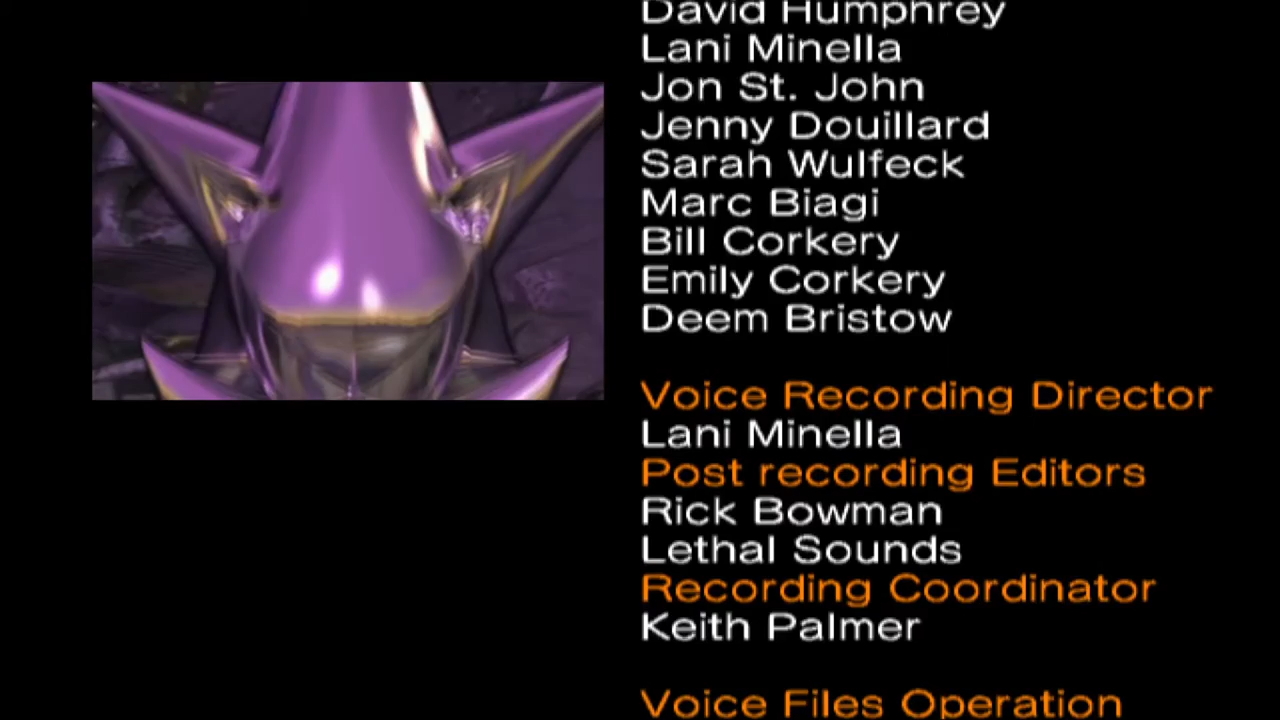 David Humphrey
Lani Minella
Jon St. John
Jenny Douillard
Sarah Wulfeck
Marc Biagi
Bill Corkery
Emily Corkery
Deem Bristow
Voice Recording Director
Lani Minella
Post recording Editors
Rick Bowman
Lethal Sounds
Recording Coordinator
Keith Palmer
Voice Files Operation